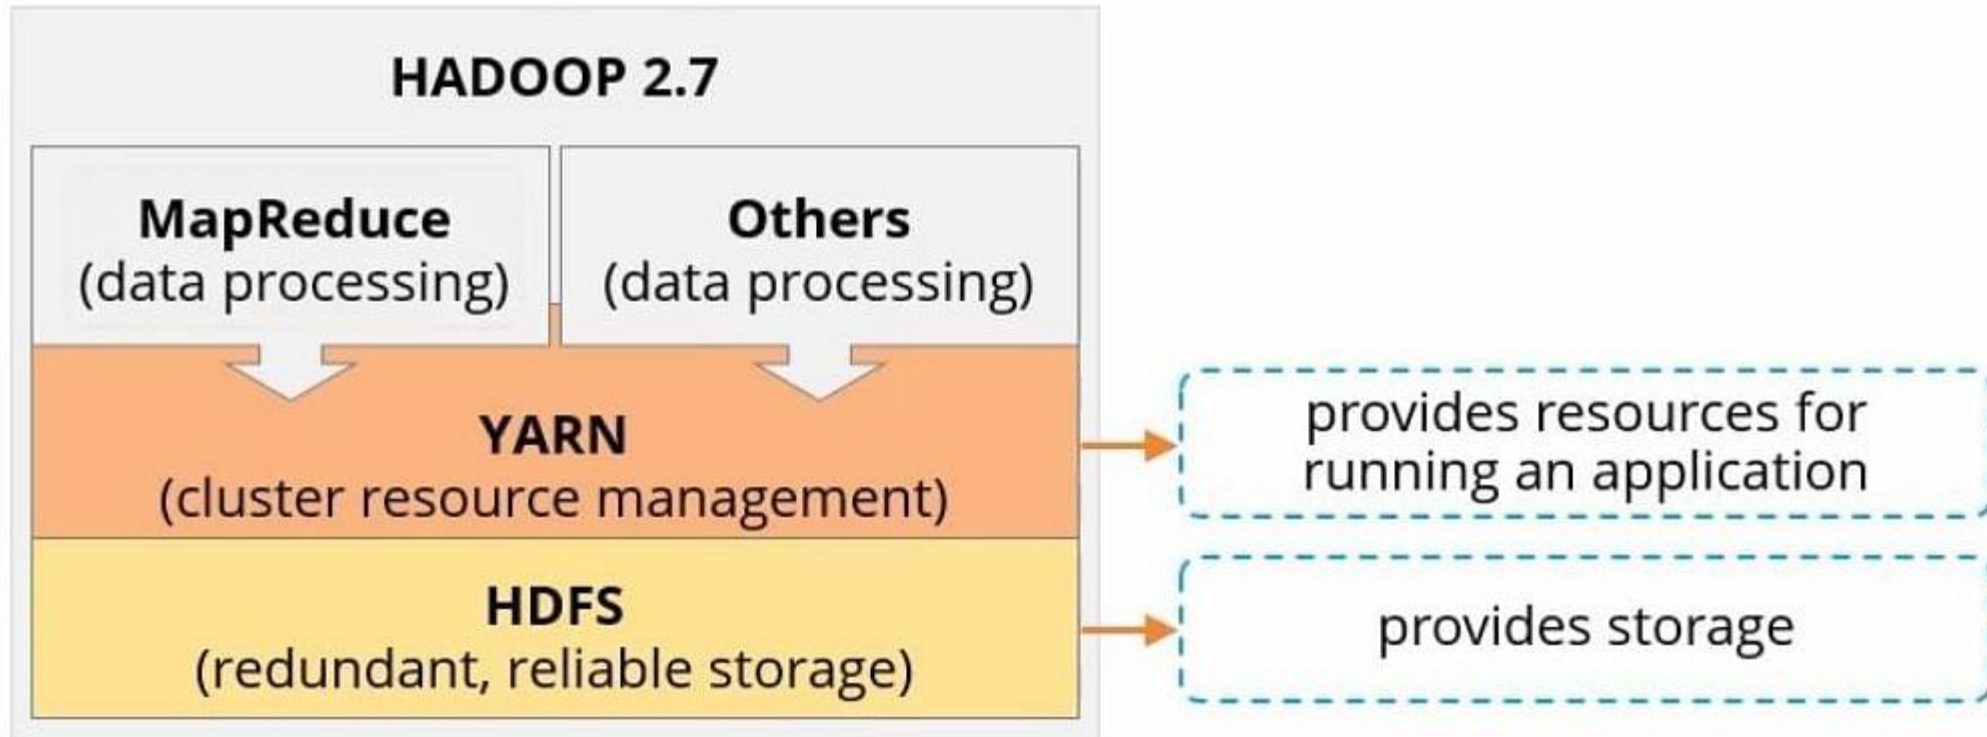 HADOOP 2.7
MapReduce
(data processing)
Others
(data processing)
YARN
(cluster resource management)
provides resources for
running an application
HDFS
(redundant, reliable storage)
provides storage